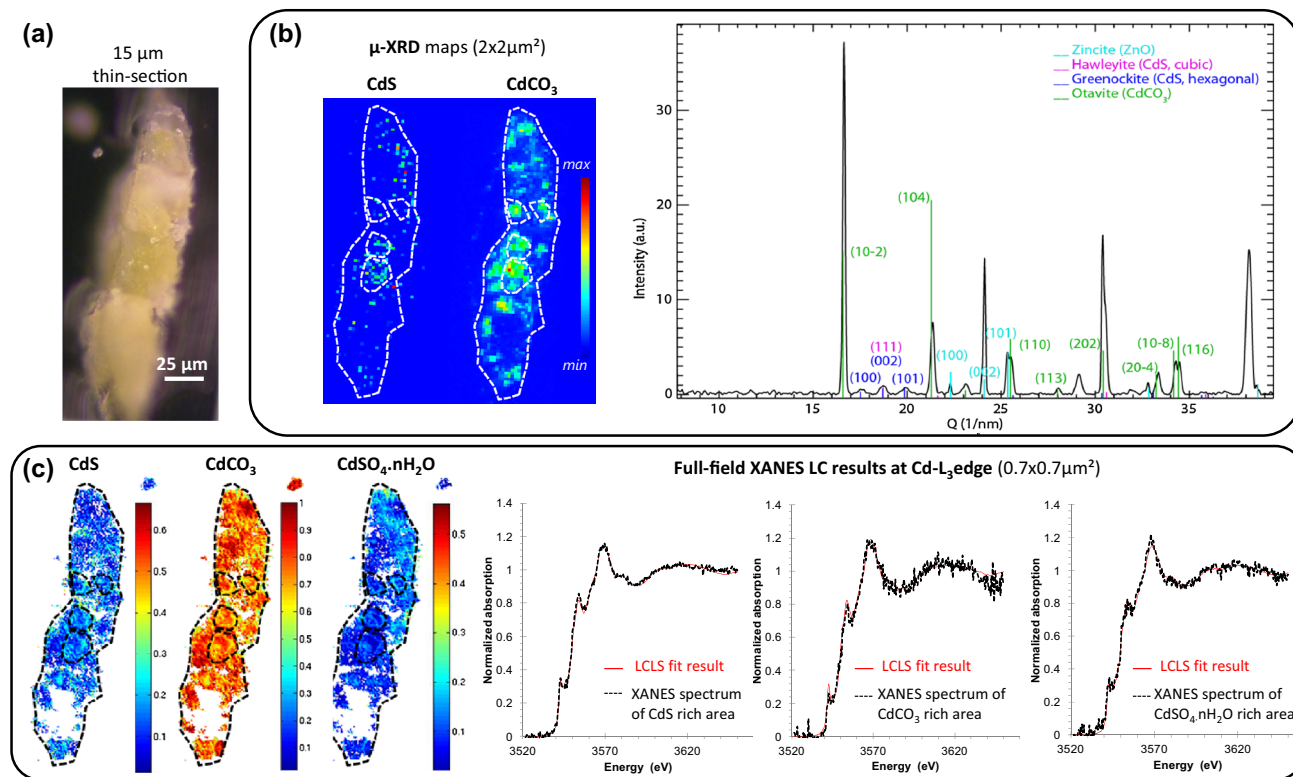 (a)
15 µm
thin-section
25 µm
(b)
µ-XRD maps (2x2µm²)
CdS
CdCO₃
max
min
Zincite (ZnO)
Hawleyite (CdS, cubic)
Greenockite (CdS, hexagonal)
Otavite (CdCO₃)
Intensity (a.u.)
30
20
10
0
(10-2)
(104)
(111)
(002)
(100)
(101)
(100)
(002)
(101)
(110)
(113)
(202)
(20-4)
(10-8)
(116)
10
15
20
25
30
35
Q (1/nm)
(c)
CdS
CdCO₃
CdSO₄.nH₂O
0.6
0.5
0.4
0.3
0.2
0.1
1
0.9
0.8
0.7
0.6
0.5
0.4
0.3
0.2
0.1
0.5
0.4
0.3
0.2
0.1
Full-field XANES LC results at Cd-L₃edge (0.7x0.7µm²)
Normalized absorption
1.4
1.2
1
0.8
0.6
0.4
0.2
0
LCLS fit result
XANES spectrum
of CdS rich area
3520
3570
3620
Energy (eV)
Normalized absorption
1.4
1.2
1
0.8
0.6
0.4
0.2
0
LCLS fit result
XANES spectrum of
CdCO₃ rich area
3520
3570
3620
Energy (eV)
Normalized absorption
1.4
1.2
1
0.8
0.6
0.4
0.2
0
LCLS fit result
XANES spectrum of
CdSO₄.nH₂O rich area
3520
3570
3620
Energy (eV)